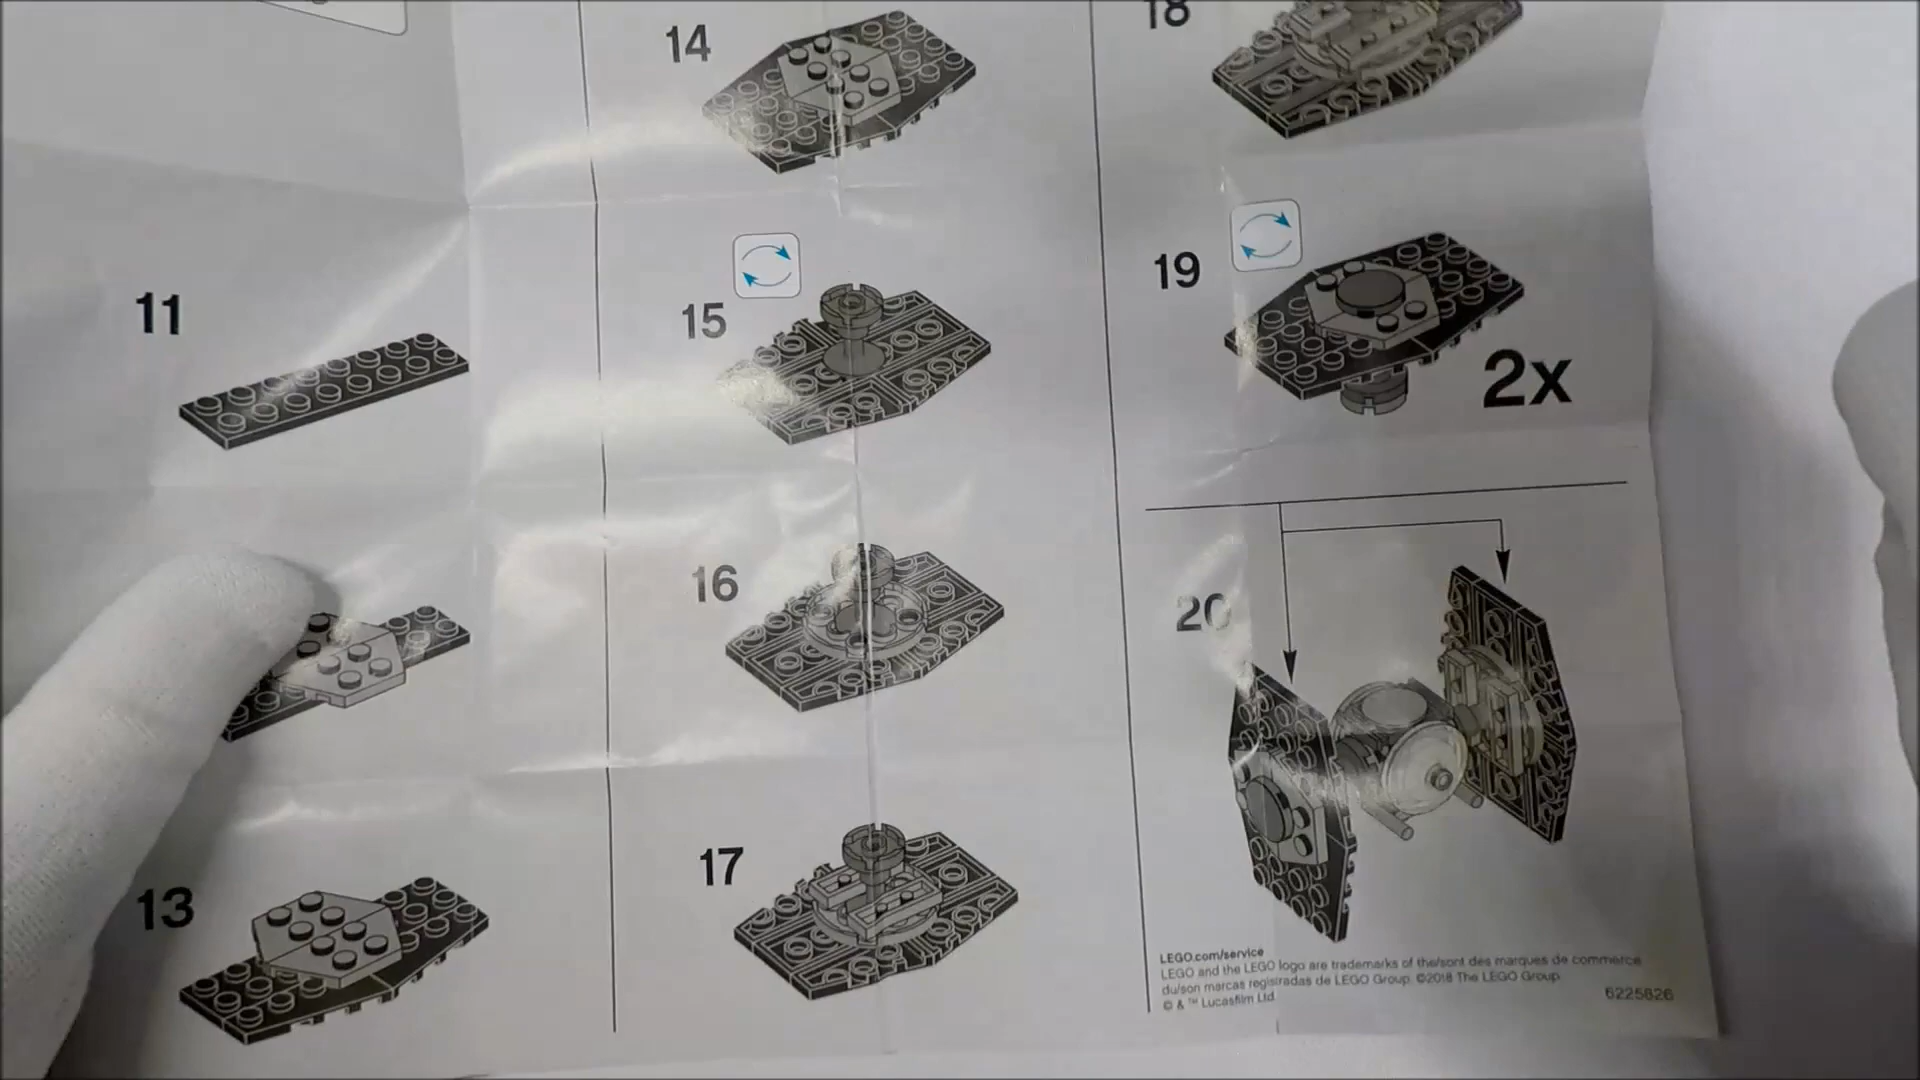 11
13
14
15
16
17
18
19
2x
20
LEGO.com/service
LEGO and the LEGO logo are trademarks of the/sont des marques de commerce
du/son marcas registradas de LEGO Group. ©2018 The LEGO Group.
© & ™ Lucasfilm Ltd.
6225826